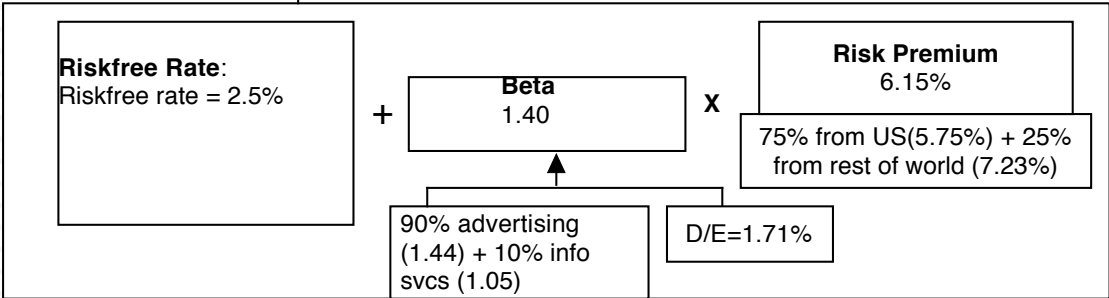 Riskfree Rate:
Riskfree rate = 2.5%
+
Beta
1.40
X
Risk Premium
6.15%
75% from US(5.75%) + 25%
from rest of world (7.23%)
90% advertising
(1.44) + 10% info
svcs (1.05)
D/E=1.71%